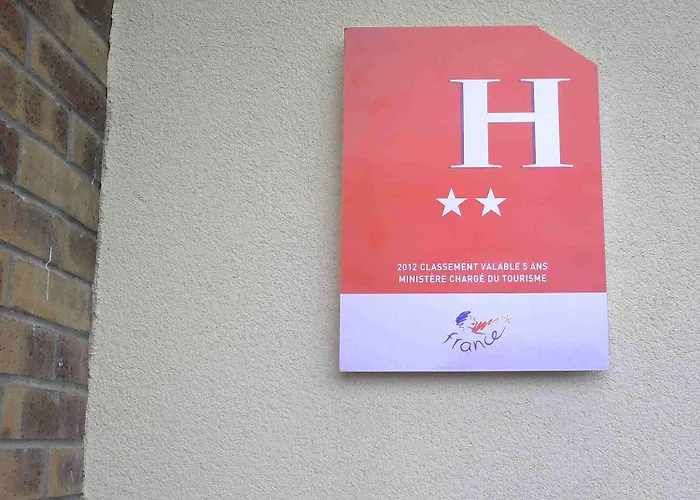 H
2012 CLASSEMENT VALABLE 5 ANS
MINISTÈRE CHARGÉ DU TOURISME
france